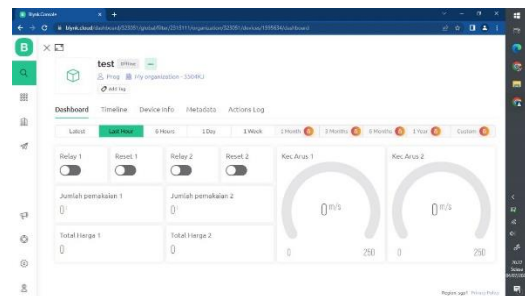 Blynk.Console
blynk.cloud/dashboard/
B
test Offline
Prag My organization - 1304KJ
Add Tag
Dashboard Timeline Device Info Metadata Actions Log
Latest Last Hour 6 Hours 1 Day 1 Week 1 Month 3 Months 6 Months 1 Year Custom
Relay 1 Reset 1 Relay 2 Reset 2 Kec Arus 1 Kec Arus 2
Jumlah pemakaian 1 Jumlah pemakaian 2
0 0
0 m/s 0 m/s
Total Harga 1 Total Harga 2
0 0
0 250 0 250
Privacy Policy